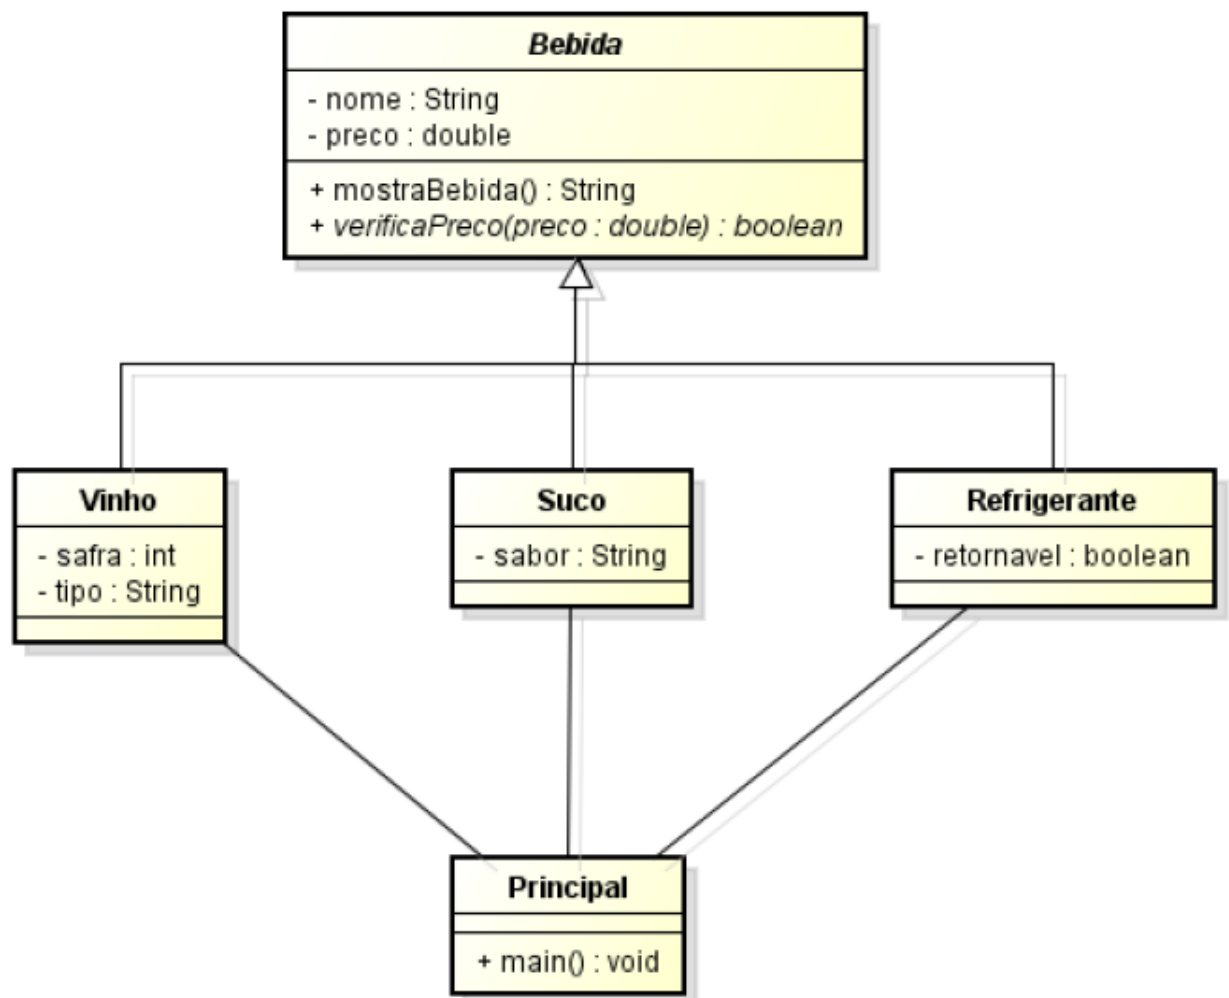 Bebida
- nome : String
- preco : double
+ mostraBebida() : String
+ verificaPreco(preco : double) : boolean
Vinho
- safra : int
- tipo : String
Suco
- sabor : String
Refrigerante
- retornavel : boolean
Principal
+ main() : void